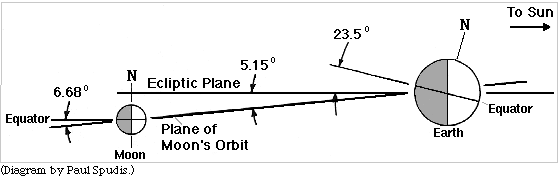 To Sun
23.5°
N
5.15°
N
Ecliptic Plane
6.68°
Equator
Equator
Plane of
Moon's Orbit
Earth
Moon
(Diagram by Paul Spudis.)